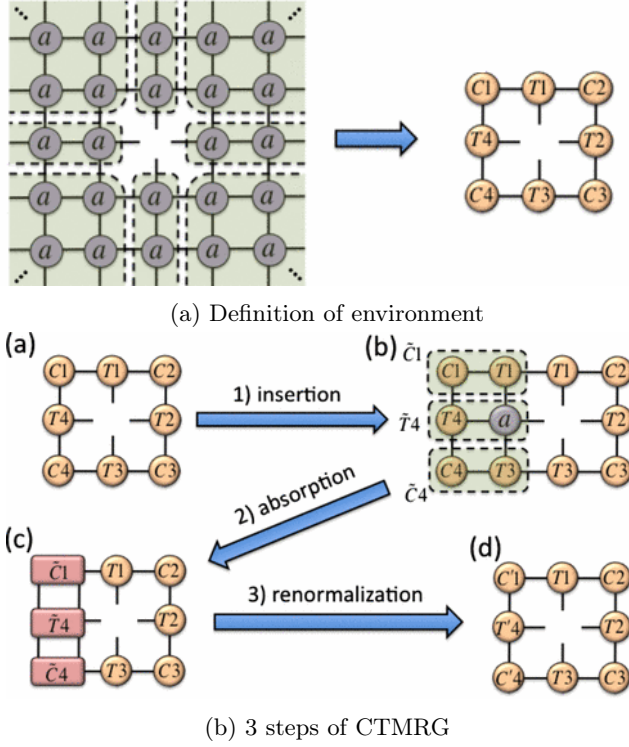 a a a a a
a a a a a C1 T1 C2
a a a a T4 T2
a a a a a C4 T3 C3
a a a a a
(a) Definition of environment
(a) (b)
C̃1
C1 T1 C2 1) insertion C1 T1 C2
T4 T2 T̃4 T4 a T2
C4 T3 C3 C4 T3 T3 C3
C̃4
2) absorption
(c) (d)
C̃1 T1 C2 3) renormalization C'1 T1 C2
T̃4 T2 T'4 T2
C̃4 T3 C3 C'4 T3 C3
(b) 3 steps of CTMRG